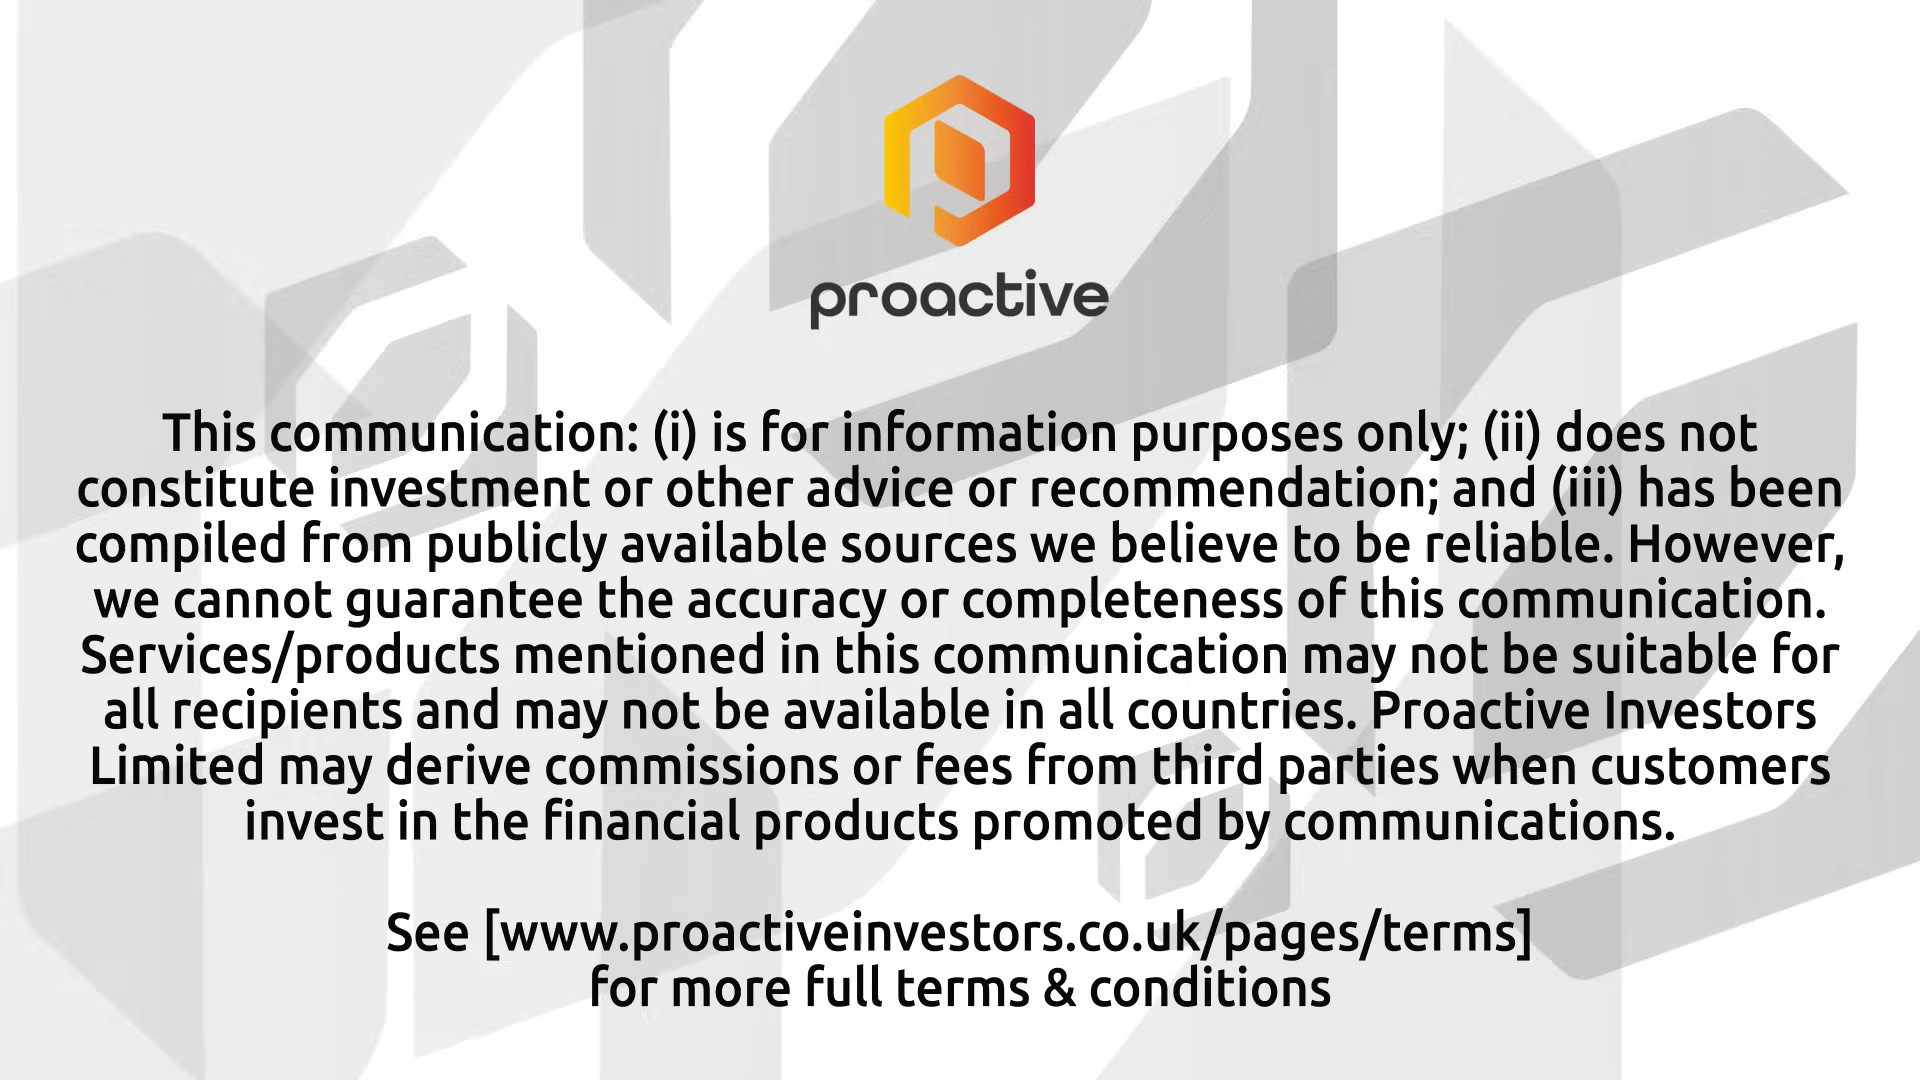 proactive
This communication: (i) is for information purposes only; (ii) does not
constitute investment or other advice or recommendation; and (iii) has been
compiled from publicly available sources we believe to be reliable. However,
we cannot guarantee the accuracy or completeness of this communication.
Services/products mentioned in this communication may not be suitable for
all recipients and may not be available in all countries. Proactive Investors
Limited may derive commissions or fees from third parties when customers
invest in the financial products promoted by communications.
See [www.proactiveinvestors.co.uk/pages/terms]
for more full terms & conditions